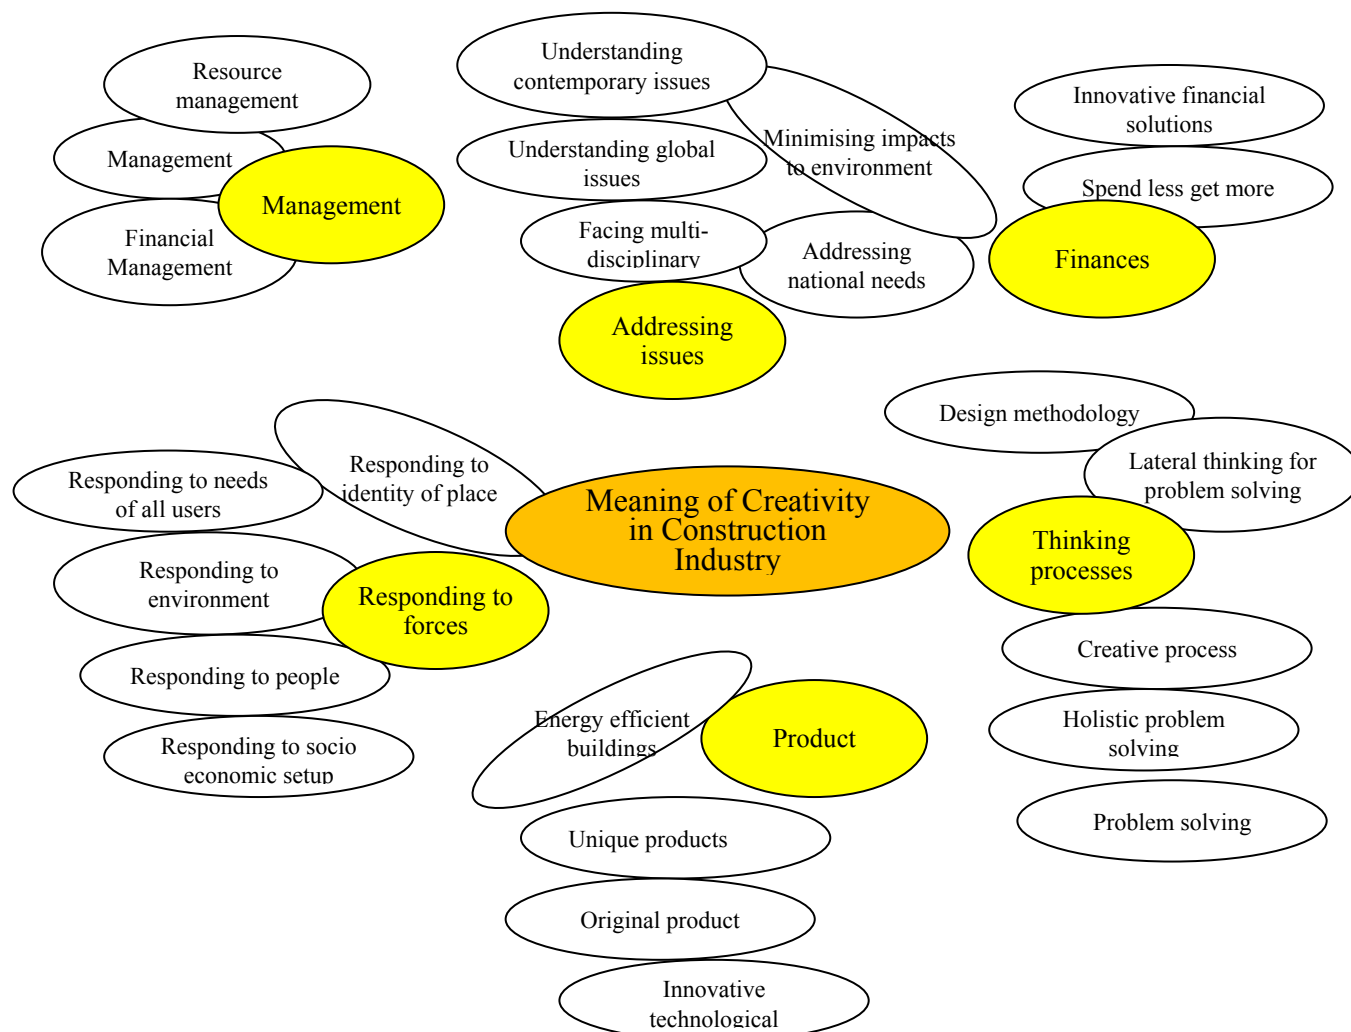 Resource
management
Management
Financial
Management
Management
Understanding
contemporary issues
Understanding global
issues
Facing multi-
disciplinary
Minimising impacts
to environment
Addressing
national needs
Addressing
issues
Innovative financial
solutions
Spend less get more
Finances
Design methodology
Lateral thinking for
problem solving
Thinking
processes
Creative process
Holistic problem
solving
Problem solving
Meaning of Creativity
in Construction
Industry
Responding to
identity of place
Responding to needs
of all users
Responding to
environment
Responding to
forces
Responding to people
Responding to socio
economic setup
Energy efficient
buildings
Product
Unique products
Original product
Innovative
technological